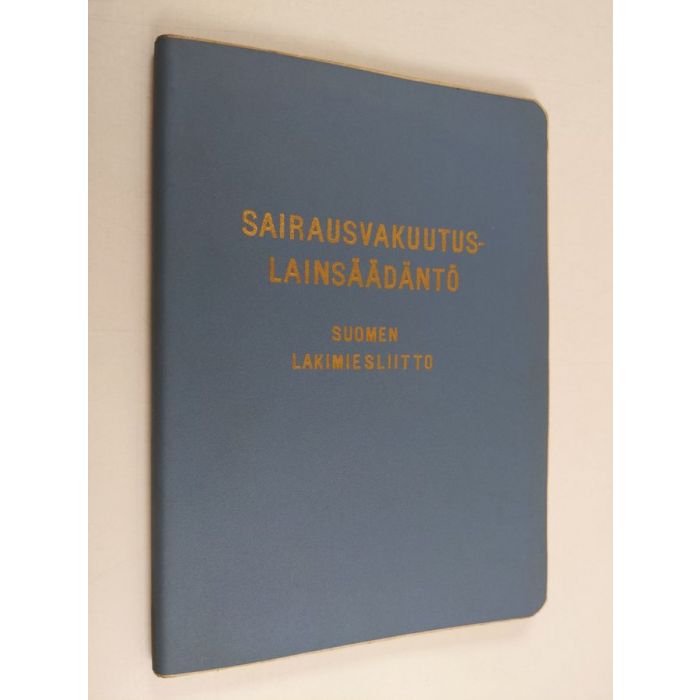 SAIRAUSVAKUUTUS-
LAINSÄÄDÄNTÖ
SUOMEN
LAKIMIESLIITTO